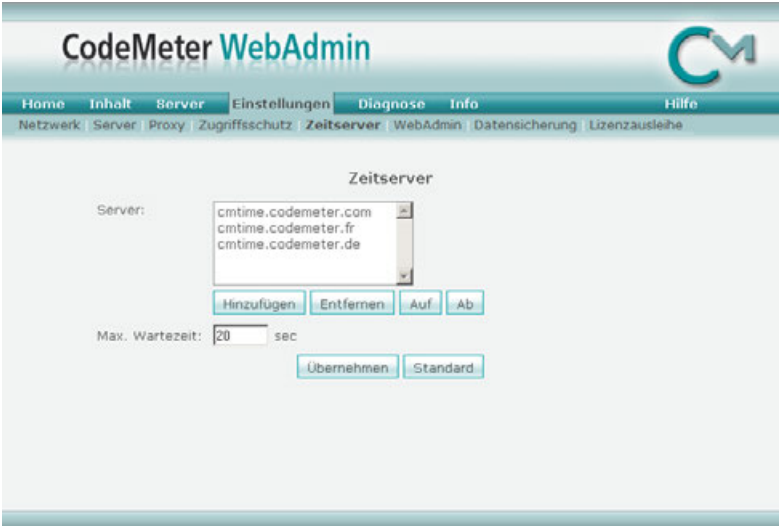 CodeMeter WebAdmin
CM
Home Inhalt Server Einstellungen Diagnose Info Hilfe
Netzwerk | Server | Proxy | Zugriffsschutz | Zeitserver | WebAdmin | Datensicherung | Lizenzausleihe
Zeitserver
Server:
cmtime.codemeter.com
cmtime.codemeter.fr
cmtime.codemeter.de
Hinzufügen Entfernen Auf Ab
Max. Wartezeit: 20 sec
Übernehmen Standard